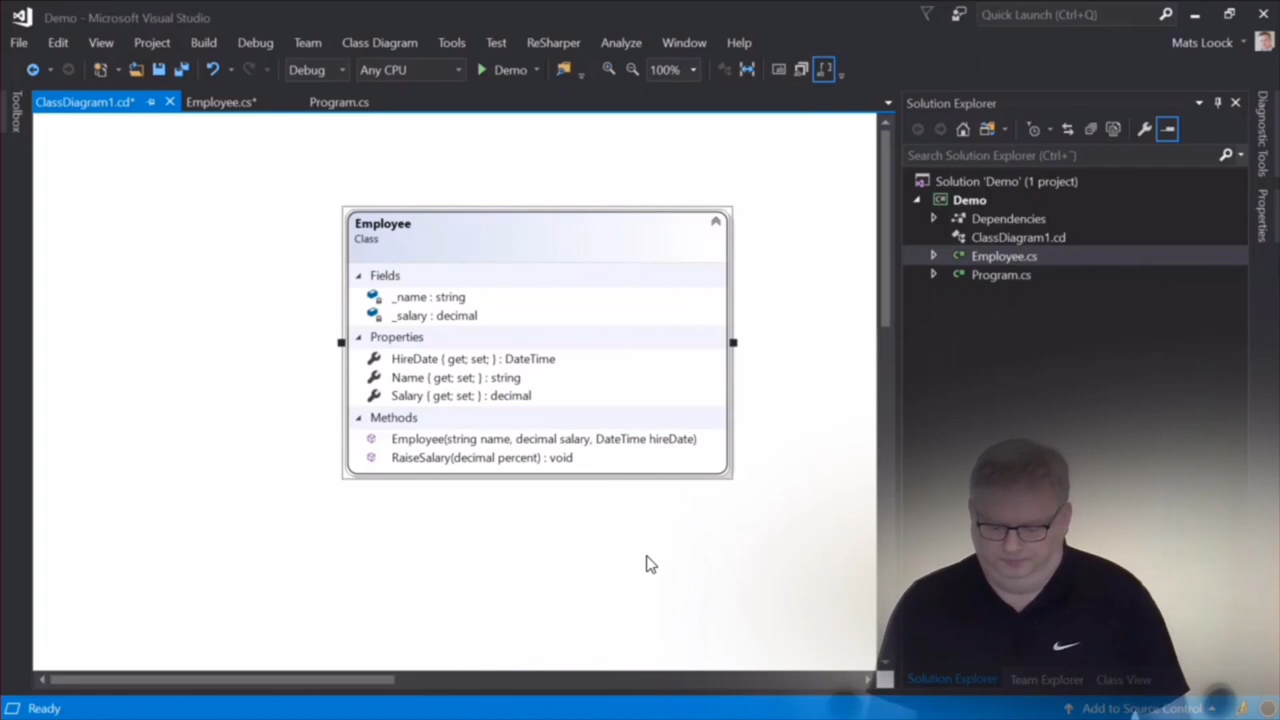 Demo - Microsoft Visual Studio
Quick Launch (Ctrl+Q)
File Edit View Project Build Debug Team Class Diagram Tools Test ReSharper Analyze Window Help
Mats Loock
Debug Any CPU Demo 100%
Toolbox
ClassDiagram1.cd* Employee.cs* Program.cs
Employee
Class
Fields
_name : string
_salary : decimal
Properties
HireDate { get; set; } : DateTime
Name { get; set; } : string
Salary { get; set; } : decimal
Methods
Employee(string name, decimal salary, DateTime hireDate)
RaiseSalary(decimal percent) : void
Solution Explorer
Search Solution Explorer (Ctrl+¨)
Solution 'Demo' (1 project)
Demo
Dependencies
ClassDiagram1.cd
Employee.cs
Program.cs
Solution Explorer Team Explorer Class View
Diagnostic Tools
Properties
Ready
Add to Source Control